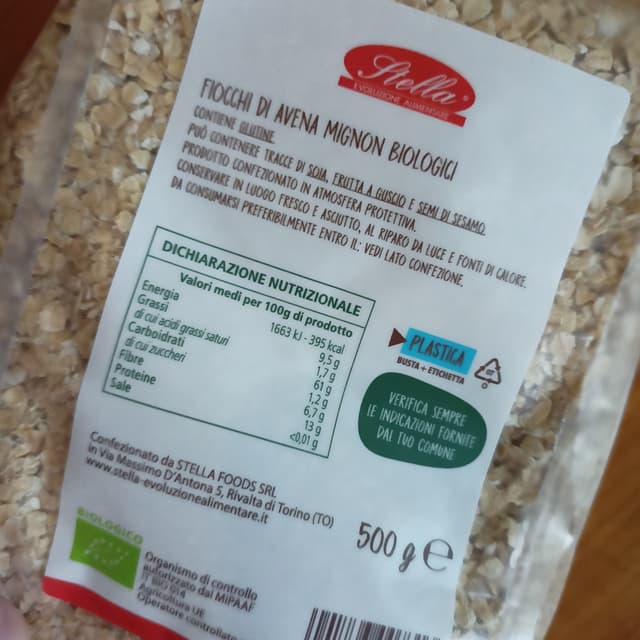 Stella
EVOLUZIONE ALIMENTARE
FIOCCHI DI AVENA MIGNON BIOLOGICI
CONTIENE GLUTINE.
PUÒ CONTENERE TRACCE DI SOIA, FRUTTA A GUSCIO E SEMI DI SESAMO.
PRODOTTO CONFEZIONATO IN ATMOSFERA PROTETTIVA.
CONSERVARE IN LUOGO FRESCO E ASCIUTTO, AL RIPARO DA LUCE E FONTI DI CALORE.
DA CONSUMARSI PREFERIBILMENTE ENTRO IL: VEDI LATO CONFEZIONE.
DICHIARAZIONE NUTRIZIONALE
Valori medi per 100g di prodotto
Energia 1663 kJ - 395 kcal
Grassi 9,5 g
di cui acidi grassi saturi 1,7 g
Carboidrati 61 g
di cui zuccheri 1,2 g
Fibre 6,7 g
Proteine 13 g
Sale <0,01 g
PLASTICA
BUSTA + ETICHETTA
VERIFICA SEMPRE
LE INDICAZIONI FORNITE
DAL TUO COMUNE
Confezionato da STELLA FOODS SRL
in Via Massimo D'Antona 5, Rivalta di Torino (TO)
www.stella-evoluzionealimentare.it
500 g e
BIOLOGICO
Organismo di controllo
autorizzato dal MIPAAF
IT BIO 014
Agricoltura UE
Operatore controllato